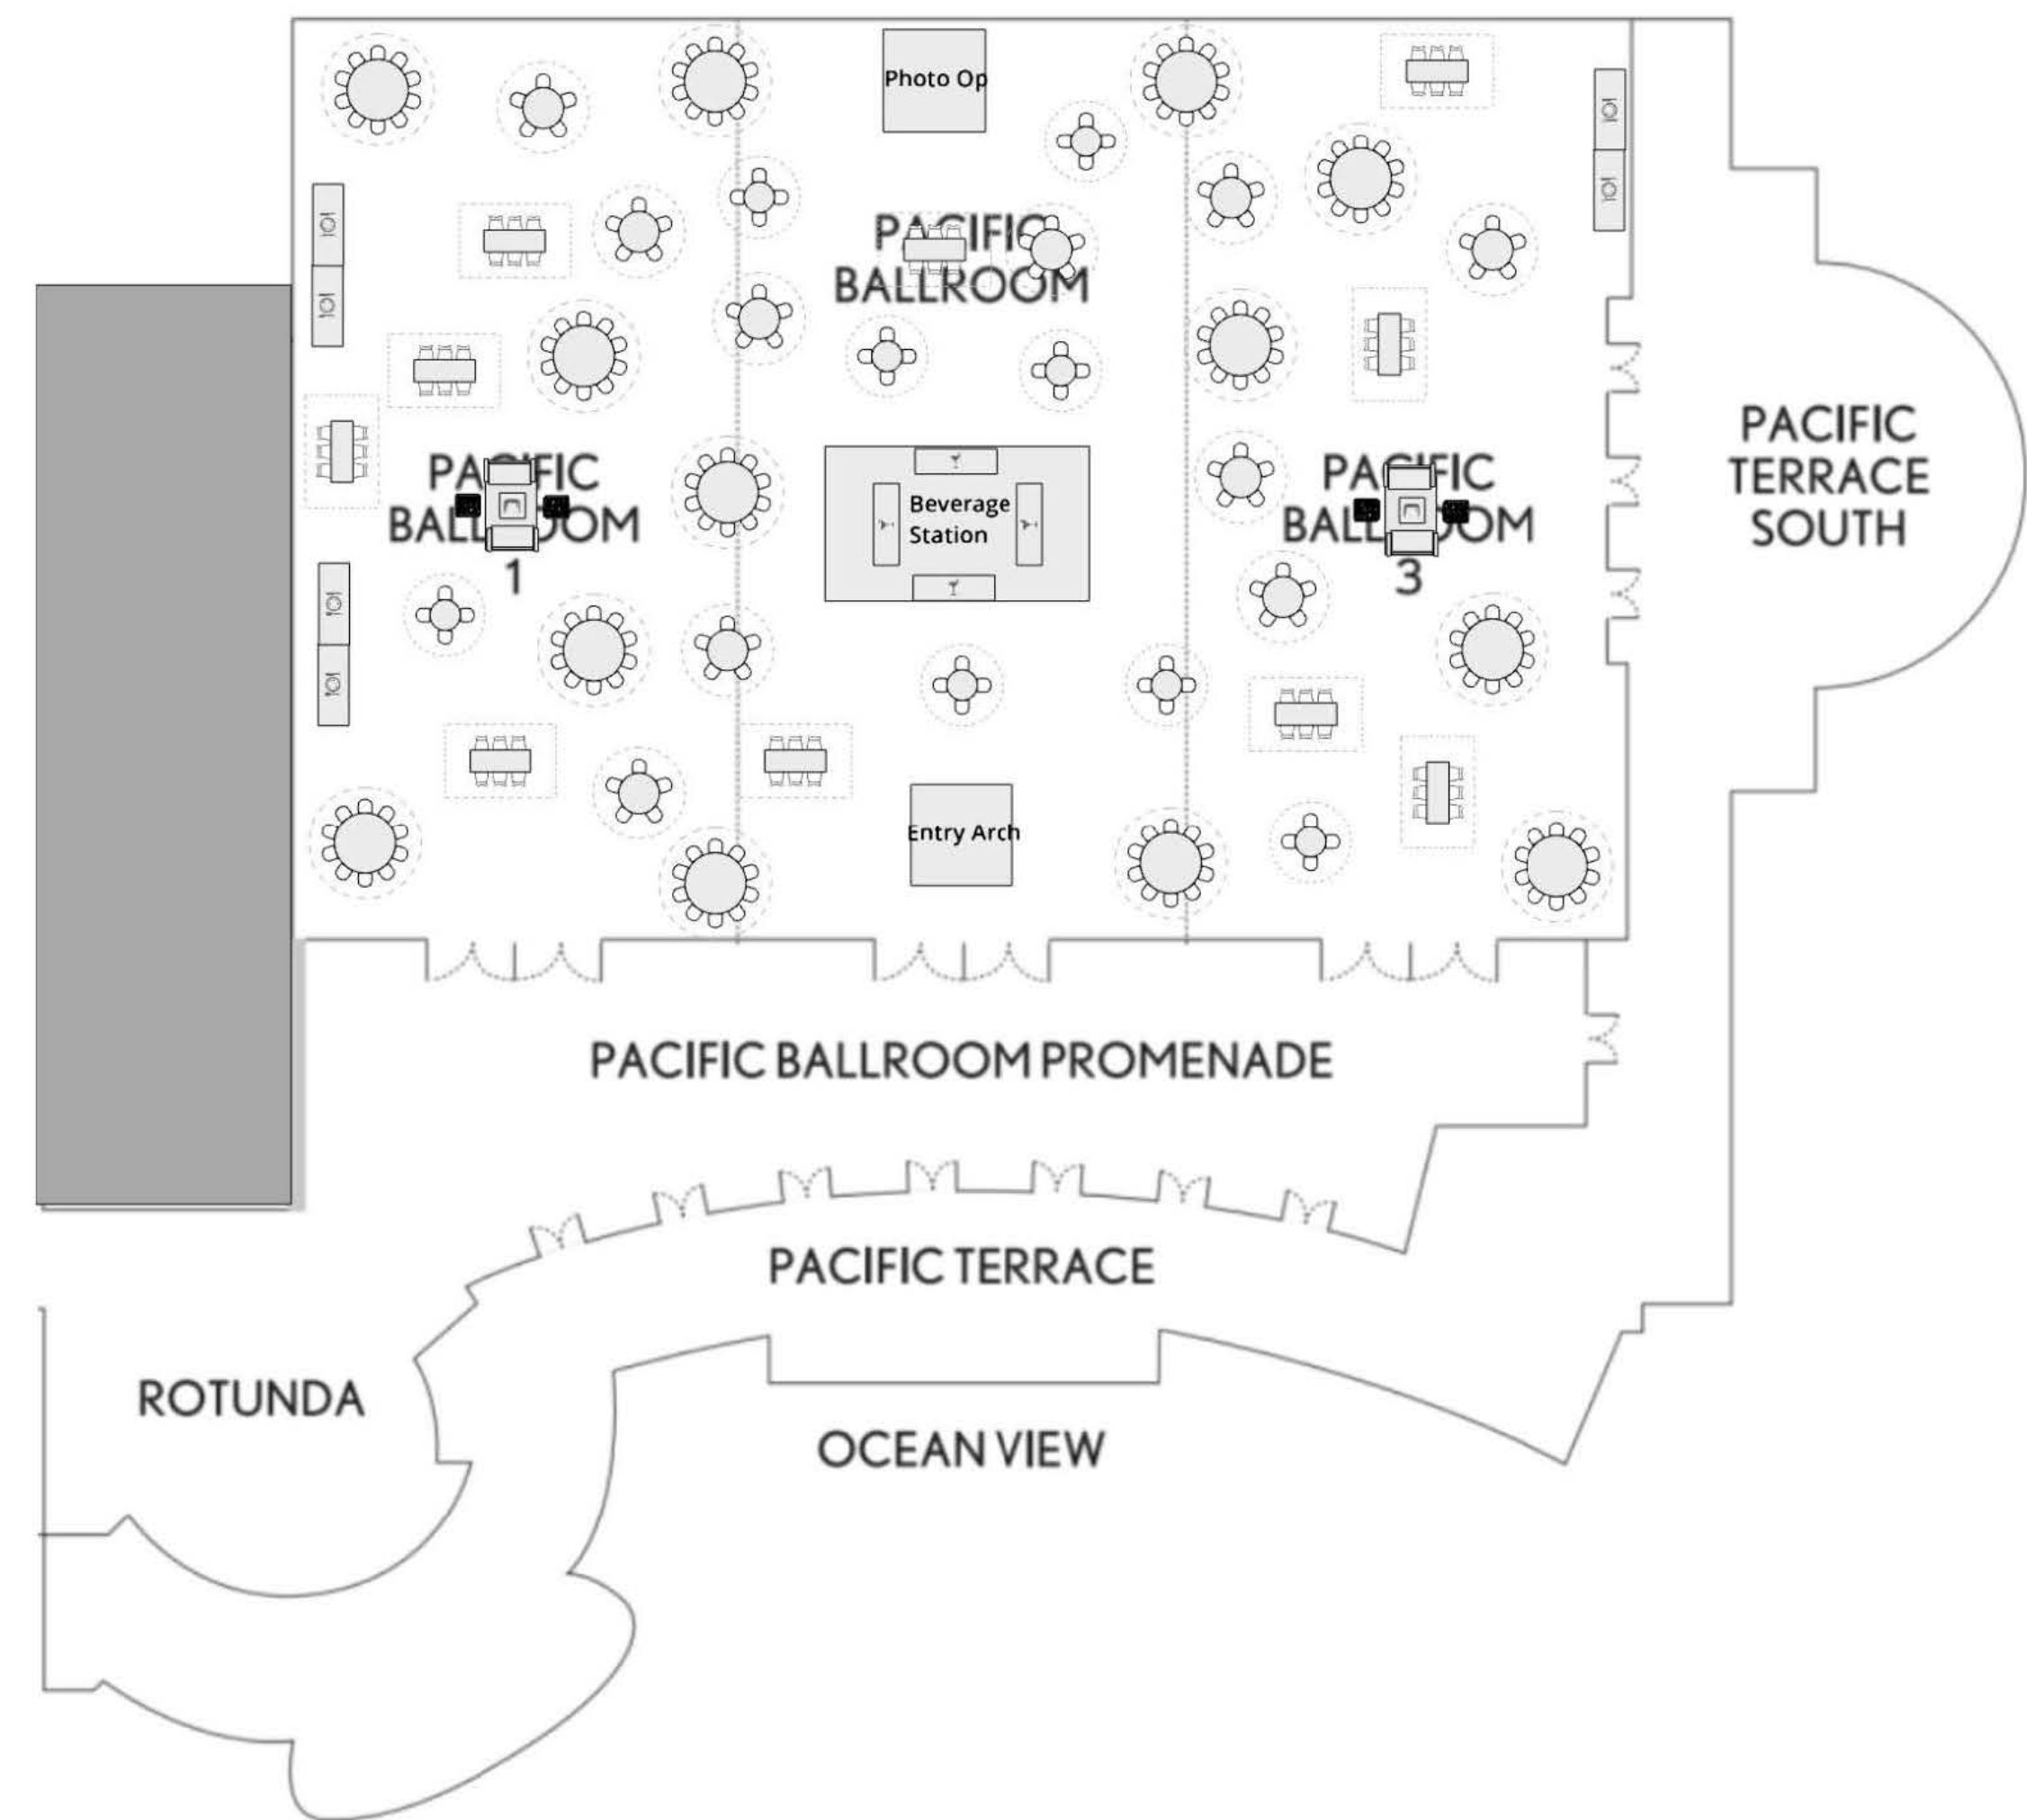 Photo Op
PACIFIC
BALLROOM
PACIFIC
BALLROOM
1
Beverage
Station
PACIFIC
BALLROOM
3
PACIFIC
TERRACE
SOUTH
Entry Arch
PACIFIC BALLROOM PROMENADE
PACIFIC TERRACE
ROTUNDA
OCEAN VIEW